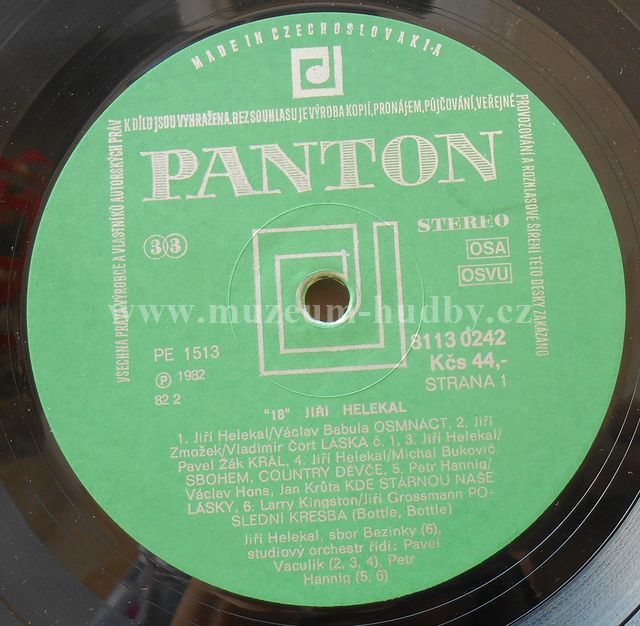 MADE IN CZECHOSLOVAKIA
VŠECHNA PRÁVA VÝROBCE A VLASTNÍKŮ AUTORSKÝCH PRÁV
K DÍLU JSOU VYHRAŽENA. BEZ SOUHLASU JE VÝROBA KOPIÍ, PRONÁJEM, PŮJČOVÁNÍ, VEŘEJNÉ
PROVOZOVÁNÍ A ROZHLASOVÉ ŠÍŘENÍ TÉTO DESKY ZAKÁZÁNO
PANTON
STEREO
33
OSA
OSVU
www.muzeum-hudby.cz
8113 0242
PE 1513
Kčs 44,-
Ⓟ 1982
STRANA 1
82 2
"18" JIŘÍ HELEKAL
1. Jiří Helekal/Václav Babula OSMNÁCT. 2. Jiří
Zmožek/Vladimír Čort LÁSKA č. 1, 3. Jiří Helekal/
Pavel Žák KRÁL, 4. Jiří Helekal/Michal Bukovič
SBOHEM, COUNTRY DĚVČE, 5. Petr Hannig/
Václav Hons, Jan Krůta KDE STÁRNOU NAŠE
LÁSKY, 6. Larry Kingston/Jiří Grossmann PO-
SLEDNÍ KRESBA (Bottle, Bottle)
Jiří Helekal, sbor Bezinky (6),
studiový orchestr řídí: Pavel
Vaculík (2, 3, 4), Petr
Hannig (5, 6)